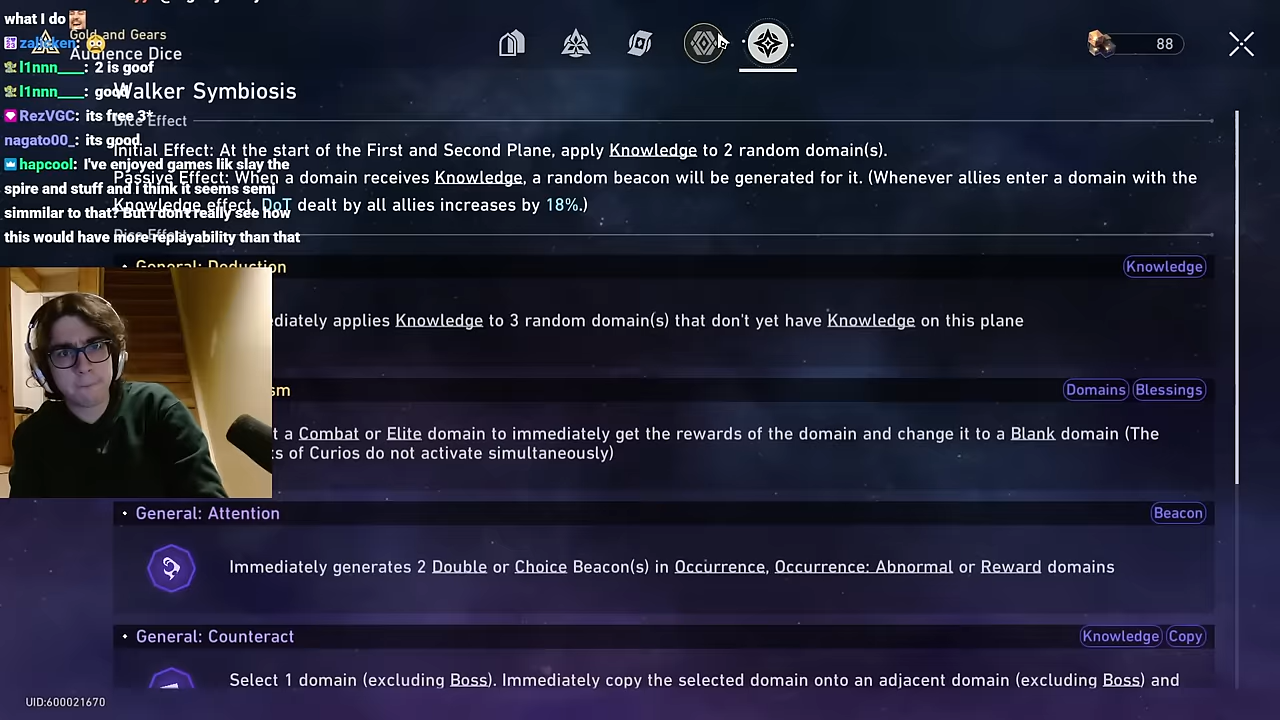 what I do
Gold and Gears
zalicken:
Audience Dice
88
l1nnn___: 2 is goof
l1nnn___: good
Walker Symbiosis
RezVGC: its free 3*
Dice Effect
nagato00_: its good
Initial Effect: At the start of the First and Second Plane, apply Knowledge to 2 random domain(s).
hapcool: I've enjoyed games lik slay the
spire and stuff and i think it seems semi
simmilar to that? But i don't really see how
this would have more replayability than that
Passive Effect: When a domain receives Knowledge, a random beacon will be generated for it. (Whenever allies enter a domain with the
Knowledge effect, DoT dealt by all allies increases by 18%.)
Dice Effect
General: Deduction
Knowledge
ediately applies Knowledge to 3 random domain(s) that don't yet have Knowledge on this plane
sm
Domains Blessings
t a Combat or Elite domain to immediately get the rewards of the domain and change it to a Blank domain (The
s of Curios do not activate simultaneously)
General: Attention
Beacon
Immediately generates 2 Double or Choice Beacon(s) in Occurrence, Occurrence: Abnormal or Reward domains
General: Counteract
Knowledge Copy
Select 1 domain (excluding Boss). Immediately copy the selected domain onto an adjacent domain (excluding Boss) and
UID:600021670